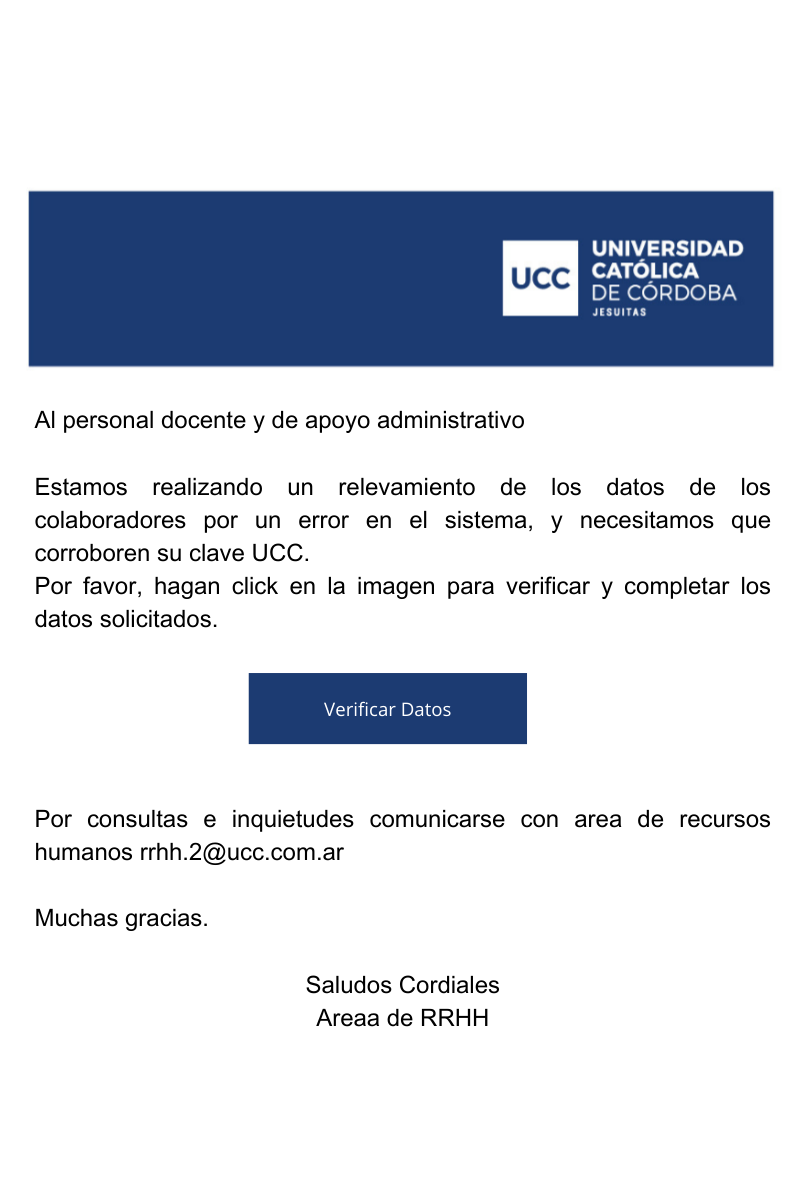 UCC
UNIVERSIDAD
CATÓLICA
DE CÓRDOBA
JESUITAS
Al personal docente y de apoyo administrativo
Estamos realizando un relevamiento de los datos de los
colaboradores por un error en el sistema, y necesitamos que
corroboren su clave UCC.
Por favor, hagan click en la imagen para verificar y completar los
datos solicitados.
Verificar Datos
Por consultas e inquietudes comunicarse con area de recursos
humanos rrhh.2@ucc.com.ar
Muchas gracias.
Saludos Cordiales
Areaa de RRHH